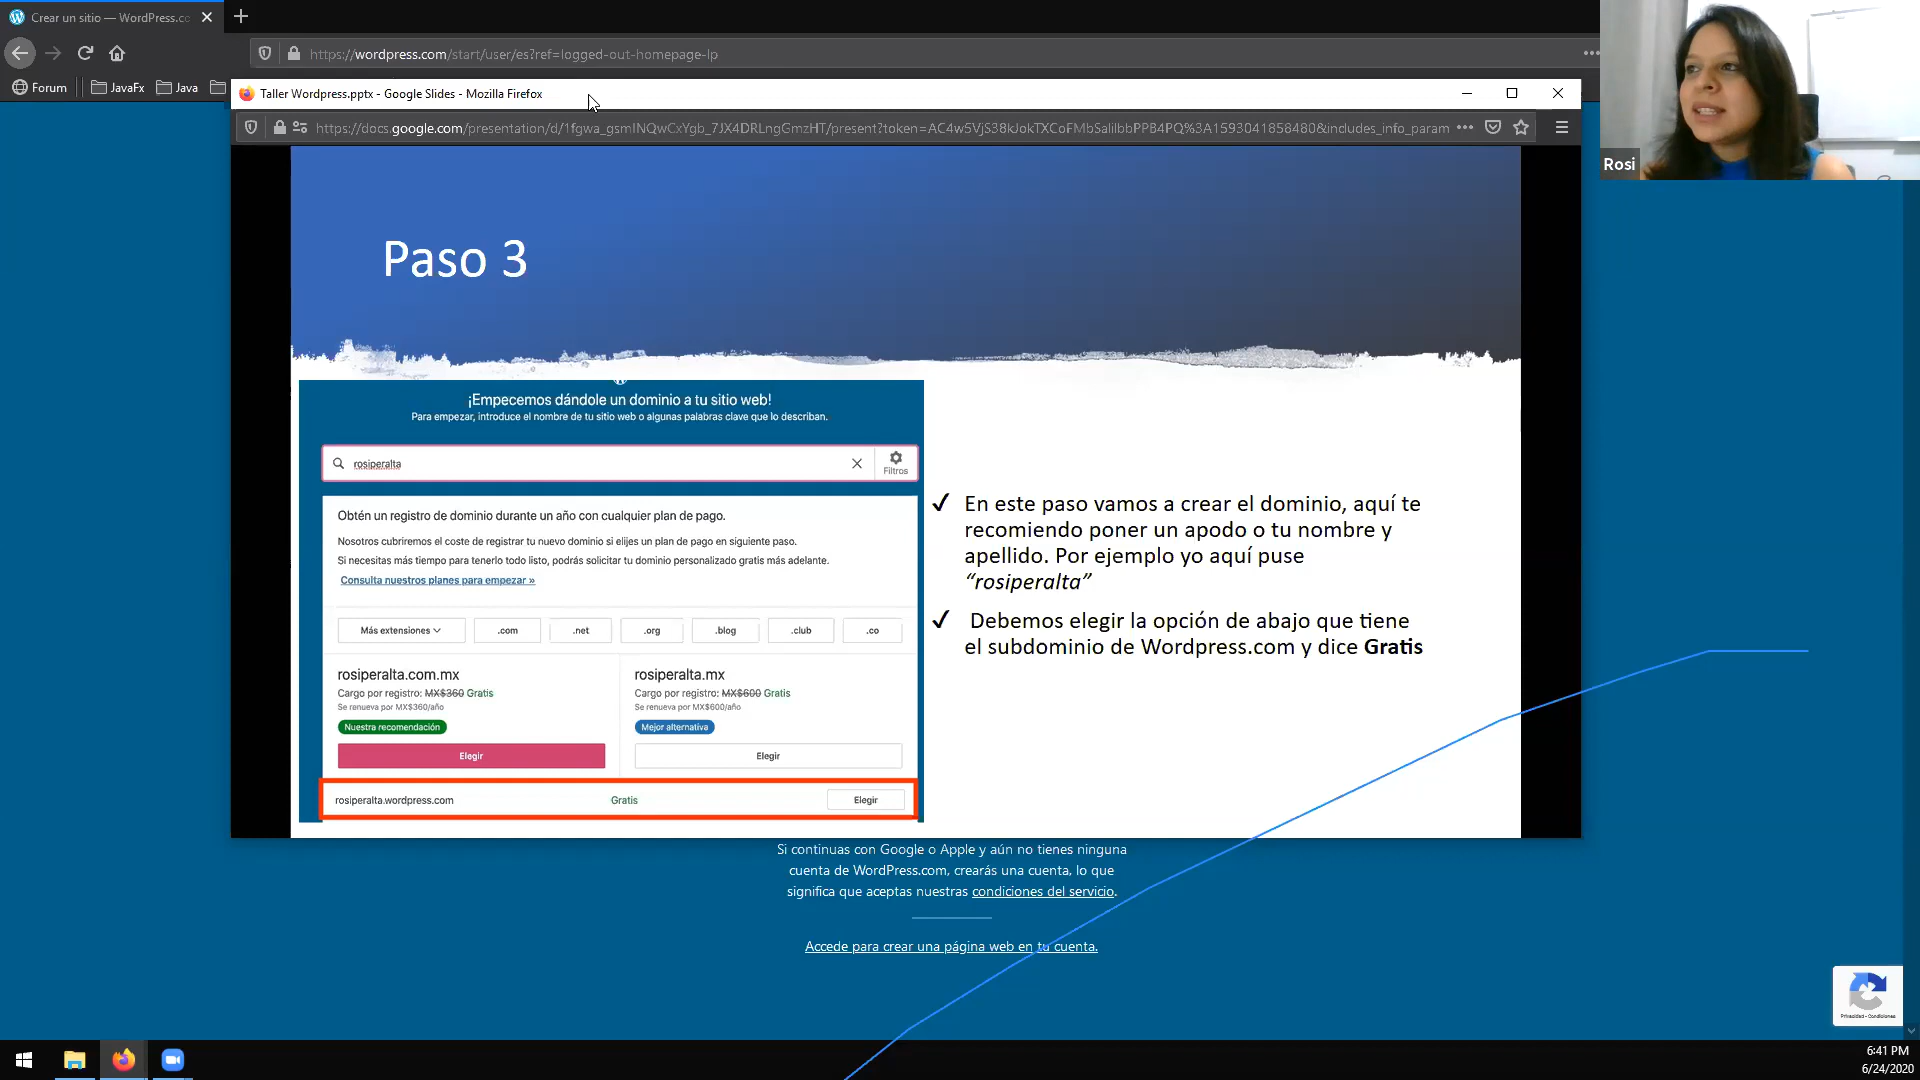 Crear un sitio — WordPress.co
https://wordpress.com/start/user/es?ref=logged-out-homepage-lp
Forum
JavaFx
Java
Taller Wordpress.pptx - Google Slides - Mozilla Firefox
Rosi
Paso 3
¡Empecemos dándole un dominio a tu sitio web!
Para empezar, introduce el nombre de tu sitio web o algunas palabras clave que lo describan.
rosiperalta
Filtros
Obtén un registro de dominio durante un año con cualquier plan de pago.
Nosotros cubriremos el coste de registrar tu nuevo dominio si elijes un plan de pago en siguiente paso.
Si necesitas más tiempo para tenerlo todo listo, podrás solicitar tu dominio personalizado gratis más adelante.
Consulta nuestros planes para empezar »
Más extensiones .com .net .org .blog .club .co
rosiperalta.com.mx
Cargo por registro: MX$360 Gratis
Se renueva por MX$360/año
Nuestra recomendación
Elegir
rosiperalta.mx
Cargo por registro: MX$600 Gratis
Se renueva por MX$600/año
Mejor alternativa
Elegir
rosiperalta.wordpress.com Gratis Elegir
✓ En este paso vamos a crear el dominio, aquí te
recomiendo poner un apodo o tu nombre y
apellido. Por ejemplo yo aquí puse
“rosiperalta”
✓ Debemos elegir la opción de abajo que tiene
el subdominio de Wordpress.com y dice Gratis
Si continuas con Google o Apple y aún no tienes ninguna
cuenta de WordPress.com, crearás una cuenta, lo que
significa que aceptas nuestras condiciones del servicio.
Accede para crear una página web en tu cuenta.
Privacidad - Condiciones
6:41 PM
6/24/2020